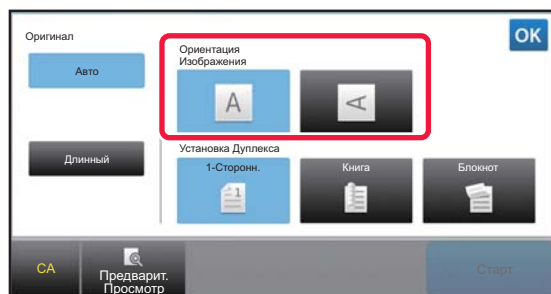 Оригинал
OK
Ориентация
Изображения
Авто
A
A
Установка Дуплекса
Длинный
1-Сторонн.
Книга
Блокнот
1
CA
Предварит.
Просмотр
Старт